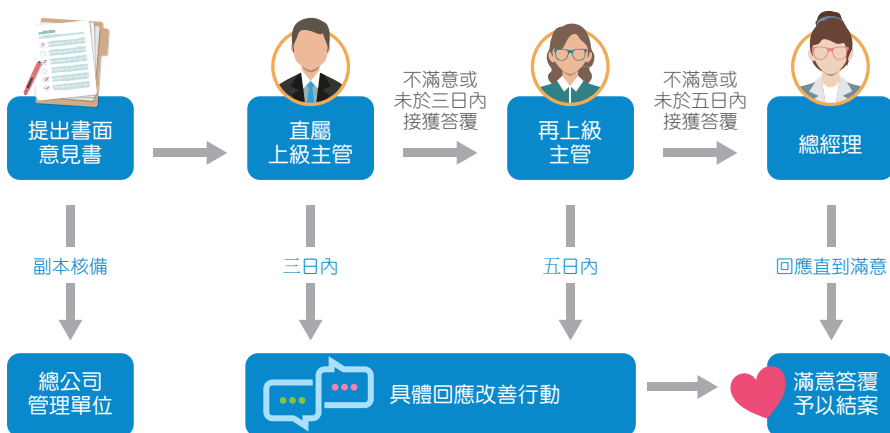 提出書面
意見書
直屬
上級主管
不滿意或
未於三日內
接獲答覆
再上級
主管
不滿意或
未於五日內
接獲答覆
總經理
副本核備
三日內
五日內
回應直到滿意
總公司
管理單位
具體回應改善行動
滿意答覆
予以結案